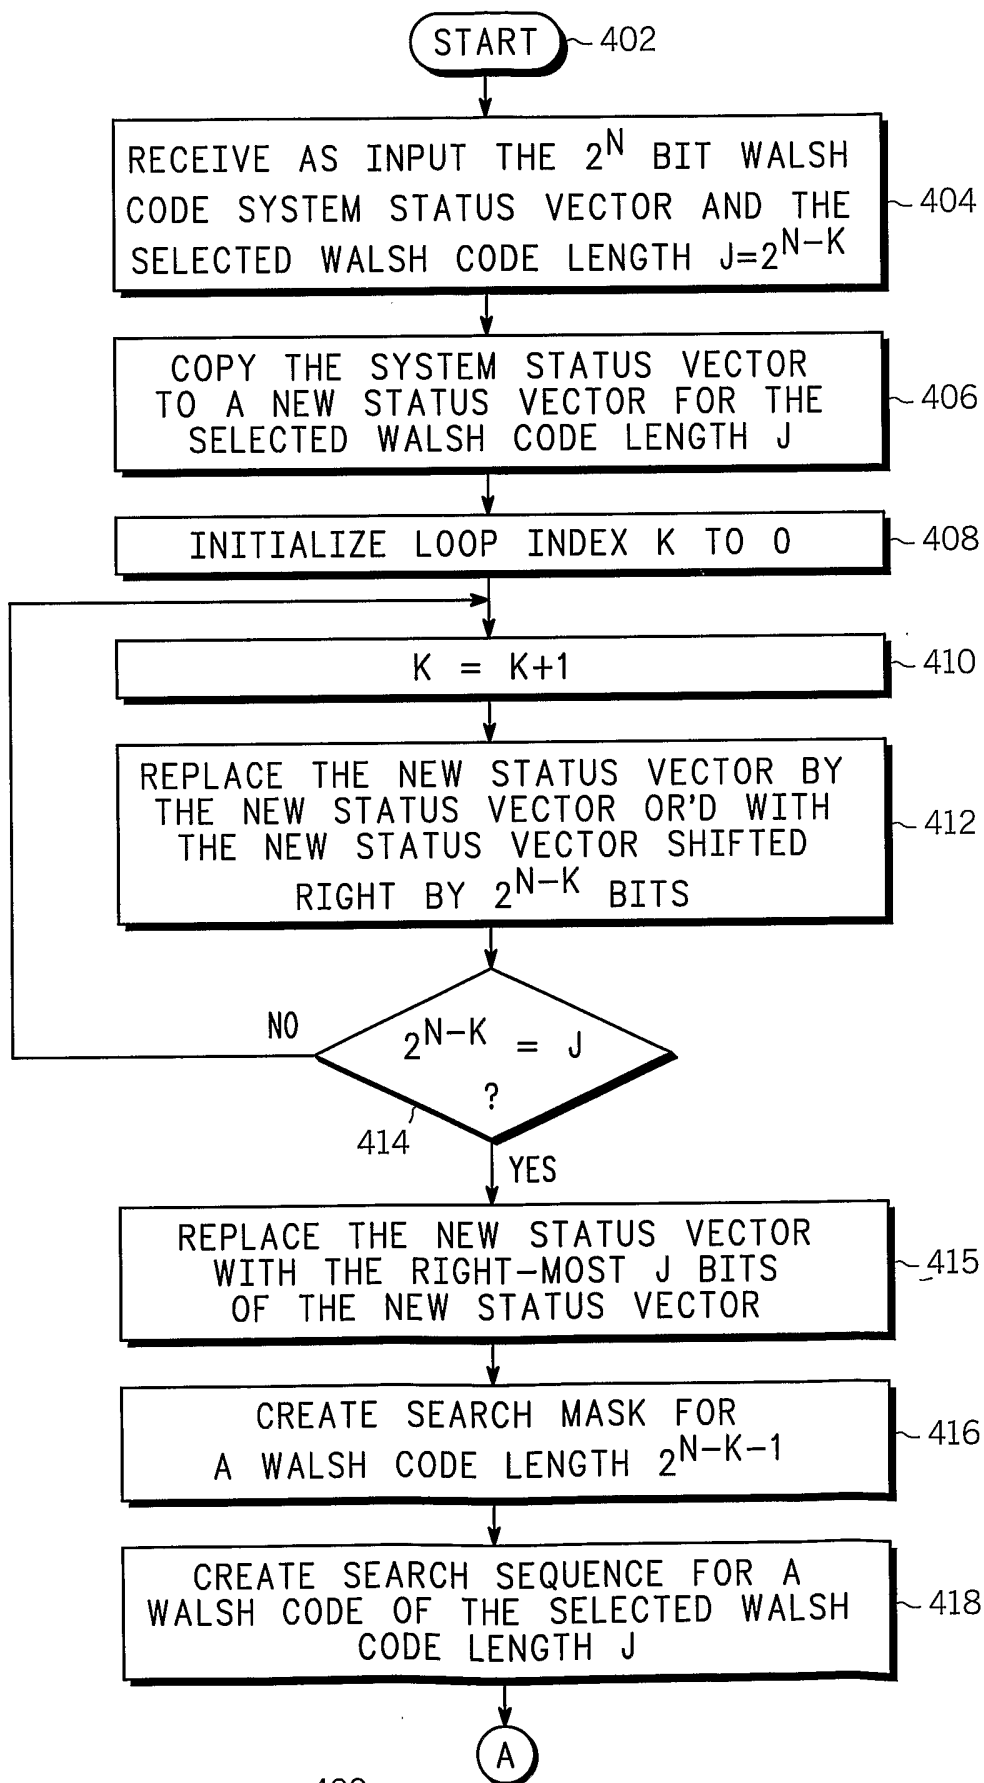 START 402
RECEIVE AS INPUT THE 2^N BIT WALSH
CODE SYSTEM STATUS VECTOR AND THE
SELECTED WALSH CODE LENGTH J=2^N-K
404
COPY THE SYSTEM STATUS VECTOR
TO A NEW STATUS VECTOR FOR THE
SELECTED WALSH CODE LENGTH J
406
INITIALIZE LOOP INDEX K TO 0
408
K = K+1
410
REPLACE THE NEW STATUS VECTOR BY
THE NEW STATUS VECTOR OR'D WITH
THE NEW STATUS VECTOR SHIFTED
RIGHT BY 2^N-K BITS
412
NO
2^N-K = J
?
414
YES
REPLACE THE NEW STATUS VECTOR
WITH THE RIGHT-MOST J BITS
OF THE NEW STATUS VECTOR
415
CREATE SEARCH MASK FOR
A WALSH CODE LENGTH 2^N-K-1
416
CREATE SEARCH SEQUENCE FOR A
WALSH CODE OF THE SELECTED WALSH
CODE LENGTH J
418
A